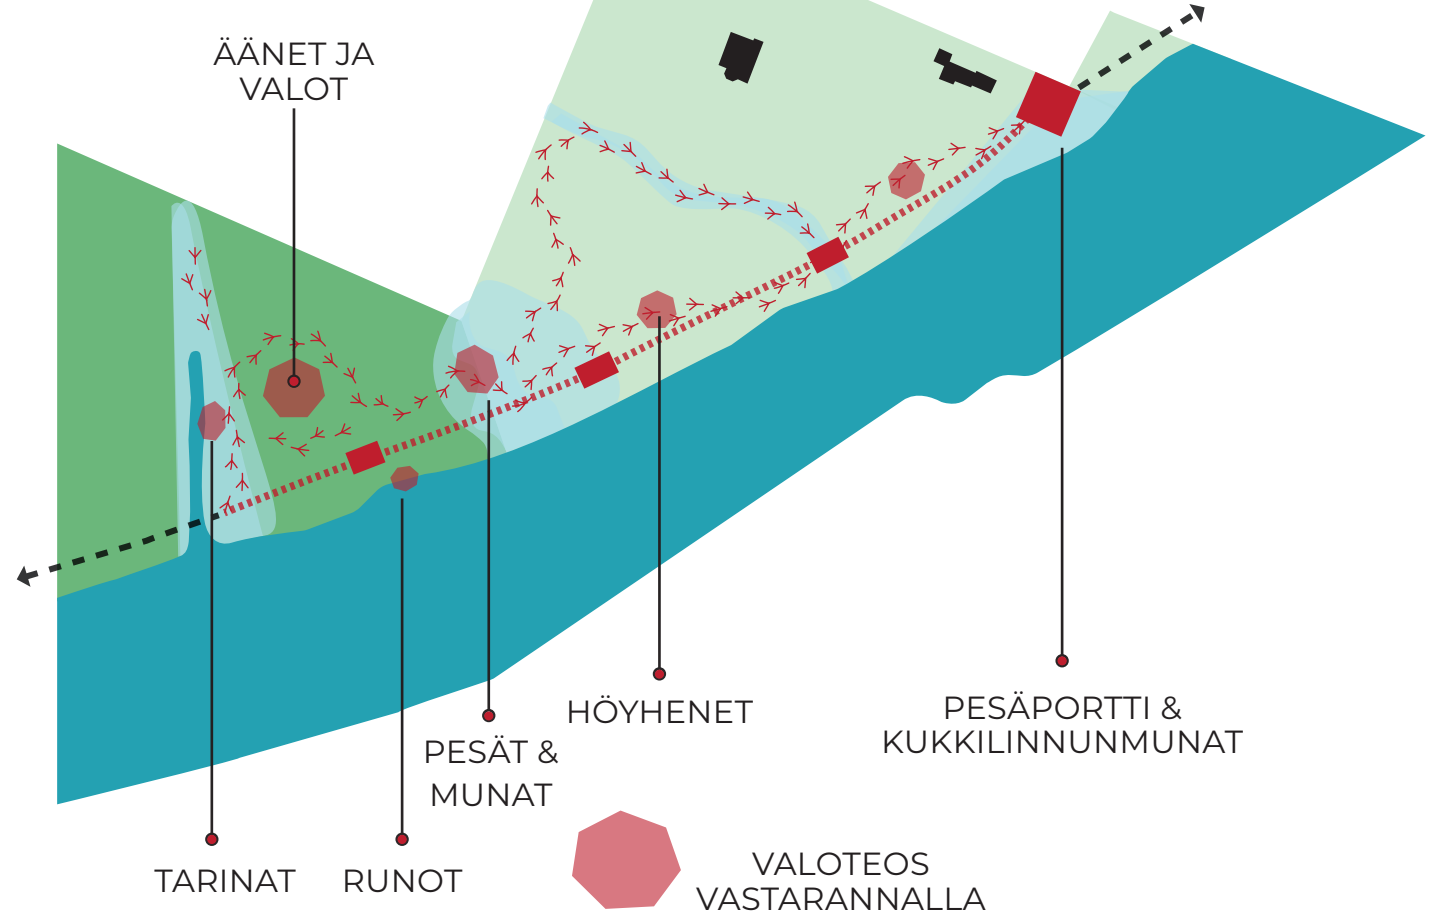 ÄÄNET JA
VALOT
HÖYHENET
PESÄPORTTI &
KUKKILINNUNMUNAT
PESÄT &
MUNAT
TARINAT
RUNOT
VALOTEOS
VASTARANNALLA